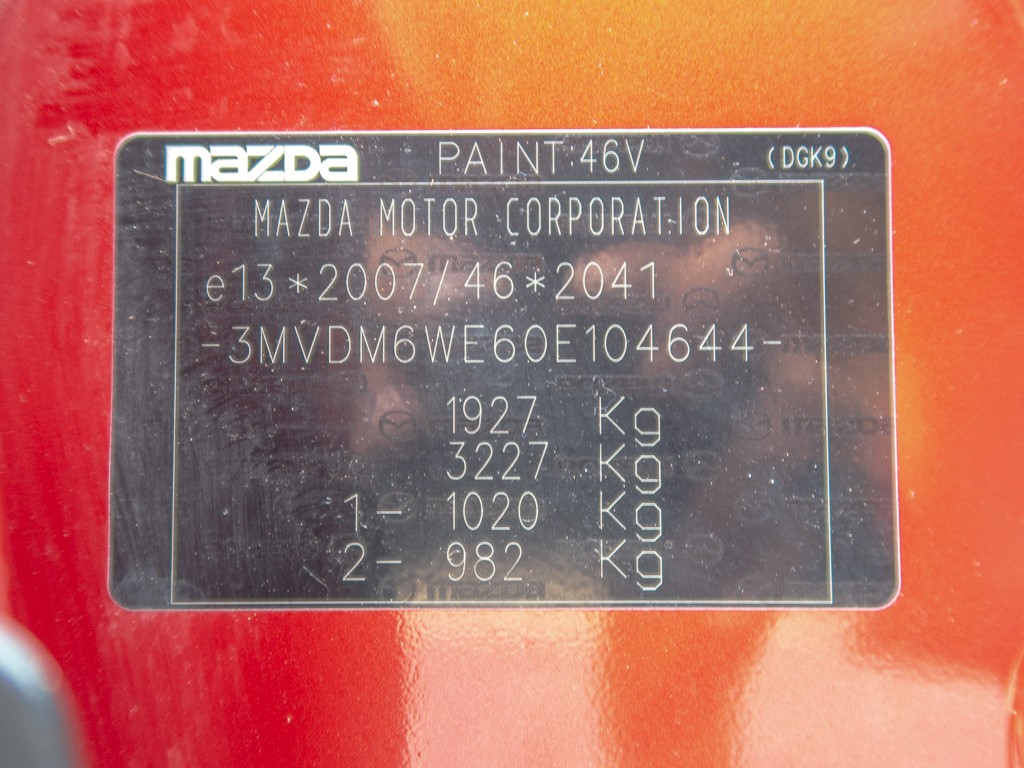 mazda PAINT 46V (DGK9)
MAZDA MOTOR CORPORATION
e13*2007/46*2041
-3MVDM6WE60E104644-
1927 Kg
3227 Kg
1- 1020 Kg
2- 982 Kg